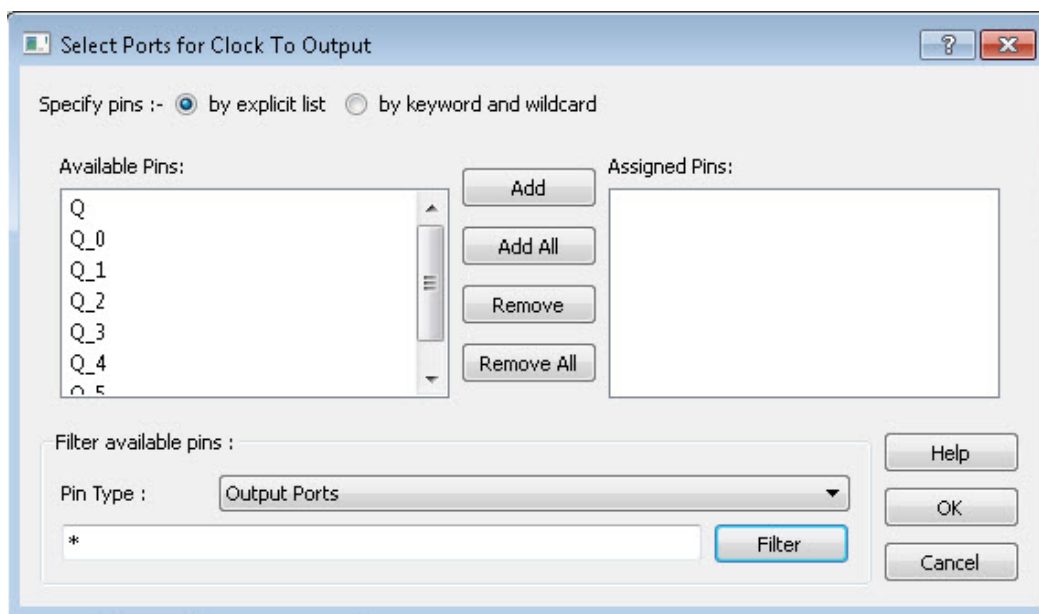 Select Ports for Clock To Output
Specify pins :- by explicit list by keyword and wildcard
Available Pins:
Q
Q_0
Q_1
Q_2
Q_3
Q_4
Q_5
Add
Add All
Remove
Remove All
Assigned Pins:
Filter available pins :
Pin Type : Output Ports
*
Filter
Help
OK
Cancel